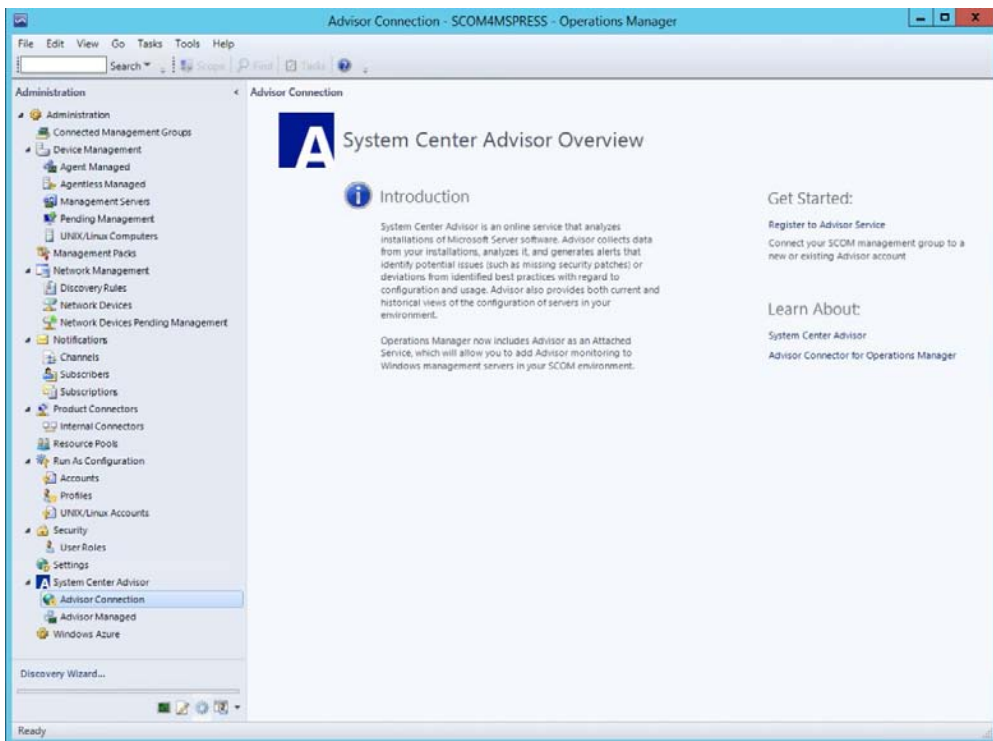 Advisor Connection - SCOM4MSPRESS - Operations Manager
File Edit View Go Tasks Tools Help
Search Scope Find Tasks
Administration
Advisor Connection
Administration
Connected Management Groups
Device Management
Agent Managed
Agentless Managed
Management Servers
Pending Management
UNIX/Linux Computers
Management Packs
Network Management
Discovery Rules
Network Devices
Network Devices Pending Management
Notifications
Channels
Subscribers
Subscriptions
Product Connectors
Internal Connectors
Resource Pools
Run As Configuration
Accounts
Profiles
UNIX/Linux Accounts
Security
User Roles
Settings
System Center Advisor
Advisor Connection
Advisor Managed
Windows Azure
Discovery Wizard...
Ready
System Center Advisor Overview
Introduction
System Center Advisor is an online service that analyzes
installations of Microsoft Server software. Advisor collects data
from your installations, analyzes it, and generates alerts that
identify potential issues (such as missing security patches) or
deviations from identified best practices with regard to
configuration and usage. Advisor also provides both current and
historical views of the configuration of servers in your
environment.
Operations Manager now includes Advisor as an Attached
Service, which will allow you to add Advisor monitoring to
Windows management servers in your SCOM environment.
Get Started:
Register to Advisor Service
Connect your SCOM management group to a
new or existing Advisor account
Learn About:
System Center Advisor
Advisor Connector for Operations Manager